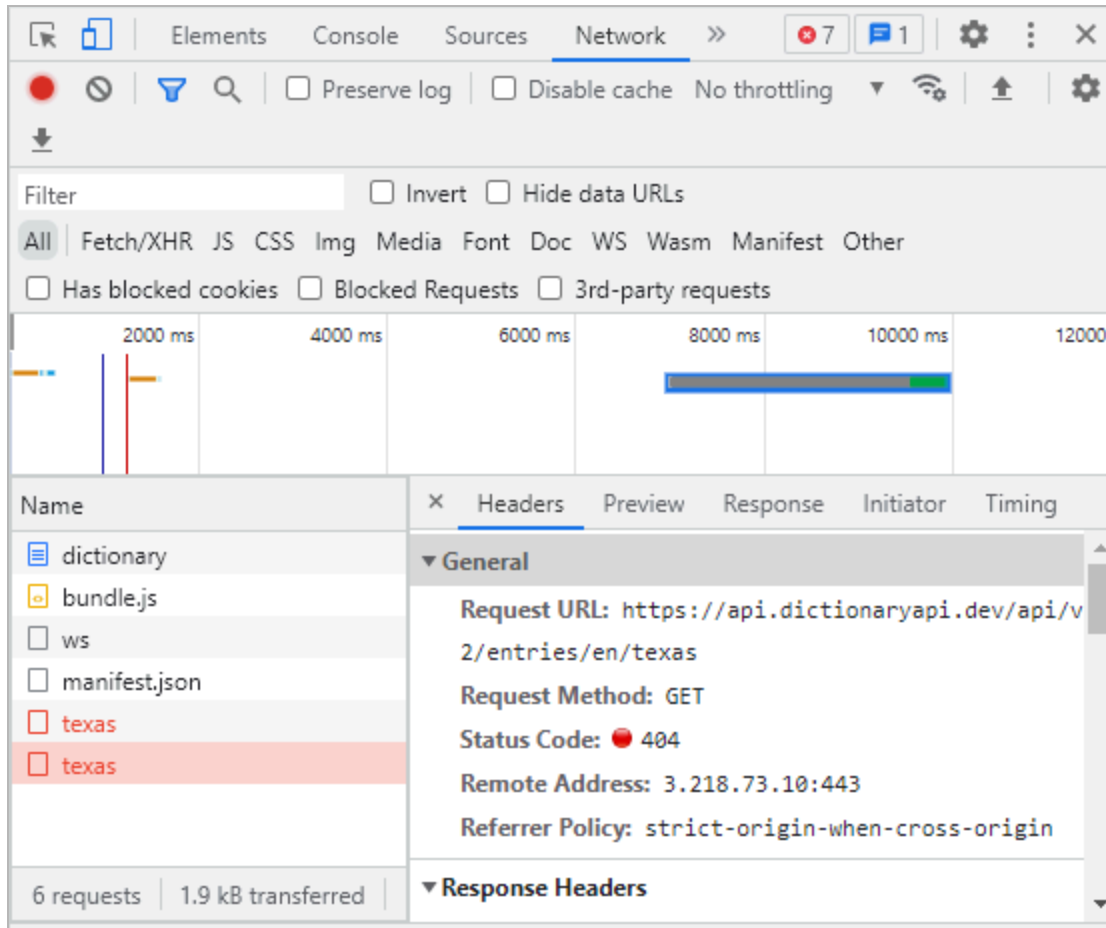 Elements Console Sources Network » 7 1
Preserve log Disable cache No throttling
Filter Invert Hide data URLs
All Fetch/XHR JS CSS Img Media Font Doc WS Wasm Manifest Other
Has blocked cookies Blocked Requests 3rd-party requests
2000 ms 4000 ms 6000 ms 8000 ms 10000 ms 12000
Name
dictionary
bundle.js
ws
manifest.json
texas
texas
6 requests 1.9 kB transferred
× Headers Preview Response Initiator Timing
General
Request URL: https://api.dictionaryapi.dev/api/v
2/entries/en/texas
Request Method: GET
Status Code: 404
Remote Address: 3.218.73.10:443
Referrer Policy: strict-origin-when-cross-origin
Response Headers